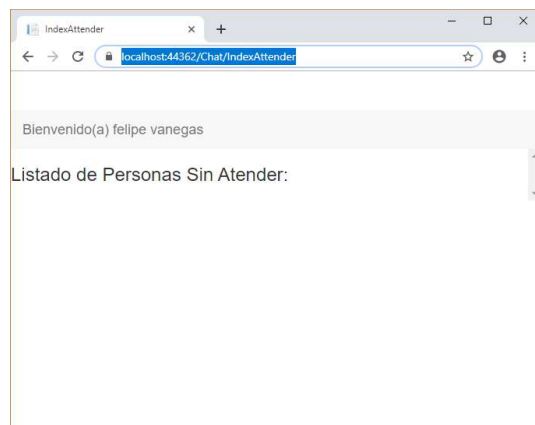 IndexAttender
localhost:44362/Chat/IndexAttender
Bienvenido(a) felipe vanegas
Listado de Personas Sin Atender: